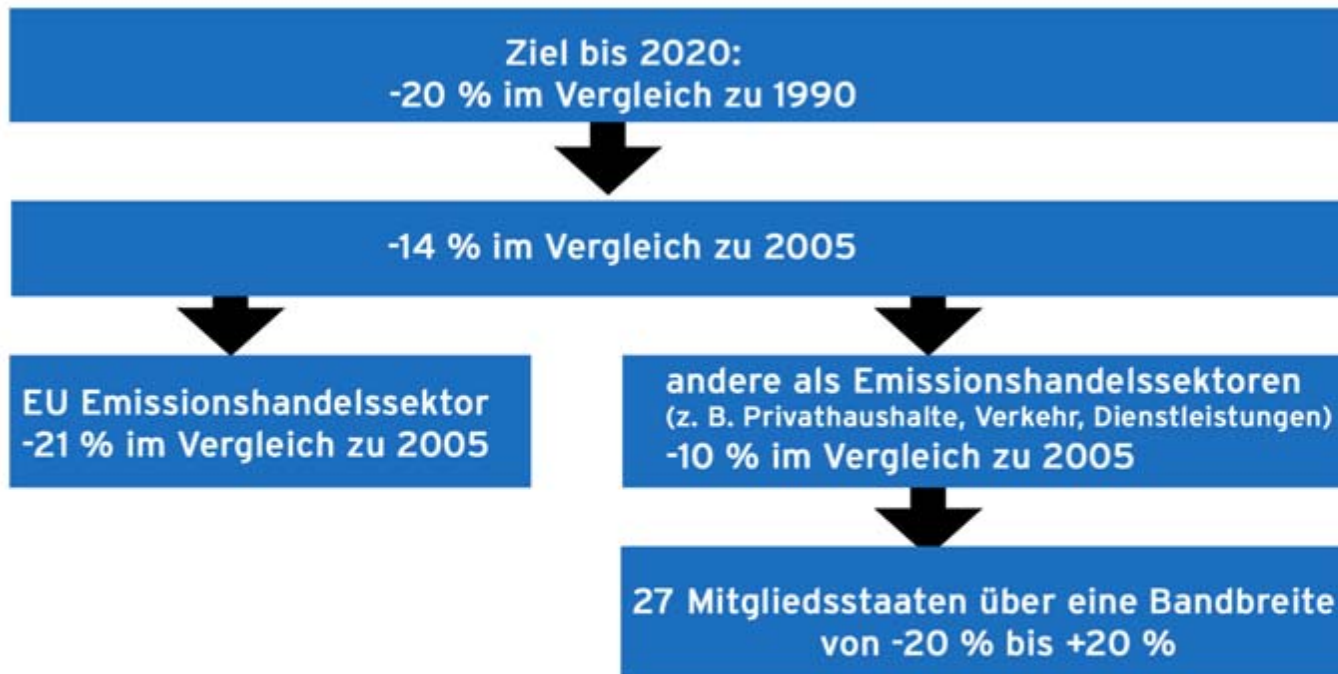 Ziel bis 2020:
-20 % im Vergleich zu 1990
-14 % im Vergleich zu 2005
EU Emissionshandelssektor
-21 % im Vergleich zu 2005
andere als Emissionshandelssektoren
(z. B. Privathaushalte, Verkehr, Dienstleistungen)
-10 % im Vergleich zu 2005
27 Mitgliedsstaaten über eine Bandbreite
von -20 % bis +20 %